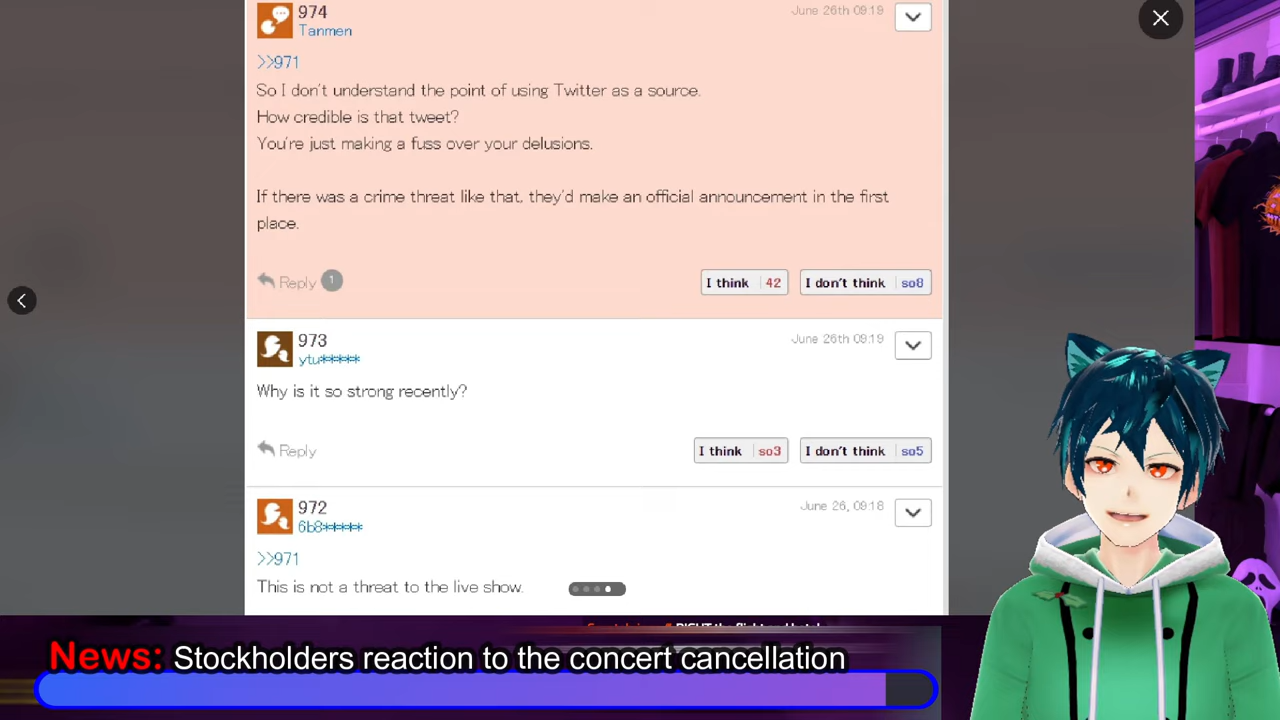 974
June 26th 09:19
Tanmen
>>971
So I don't understand the point of using Twitter as a source.
How credible is that tweet?
You're just making a fuss over your delusions.
If there was a crime threat like that, they'd make an official announcement in the first
place.
Reply 1
I think 42
I don't think so8
973
June 26th 09:19
ytu*****
Why is it so strong recently?
Reply
I think so3
I don't think so5
972
June 26, 09:18
6b8*****
>>971
This is not a threat to the live show.
News: Stockholders reaction to the concert cancellation